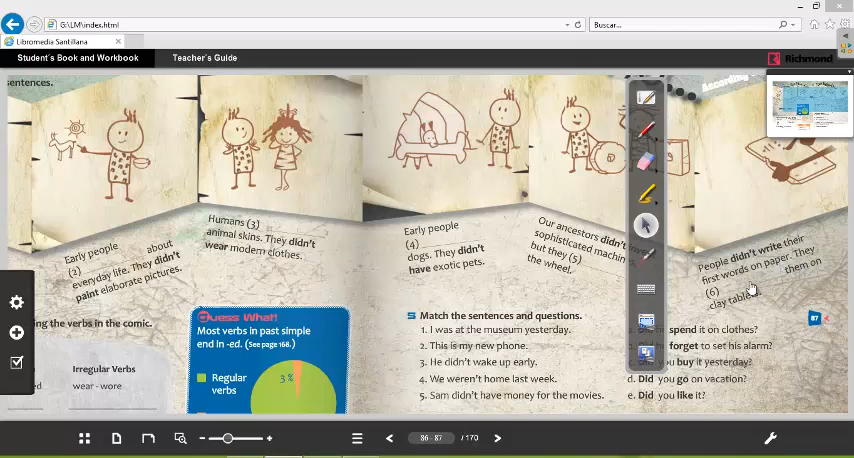 G:\LM\index.html
Buscar...
Libromedia Santillana
Student's Book and Workbook
Teacher's Guide
Richmond
sentences.
According
Early people
(2) about
everyday life. They didn't
paint elaborate pictures.
Humans (3)
animal skins. They didn't
wear modern clothes.
Early people
(4)
dogs. They didn't
have exotic pets.
Our ancestors didn't
sophisticated
but they (5)
the wheel.
People didn't write their
first words on paper. They
(6) them on
clay tablets.
ing the verbs in the comic.
Irregular Verbs
wear - wore
Guess What!
Most verbs in past simple
end in -ed. (See page 168.)
Regular
verbs
3 %
5 Match the sentences and questions.
1. I was at the museum yesterday.
2. This is my new phone.
3. He didn't wake up early.
4. We weren't home last week.
5. Sam didn't have money for the movies.
spend it on clothes?
forget to set his alarm?
you buy it yesterday?
d. Did you go on vacation?
e. Did you like it?
87
86 - 87
/ 170